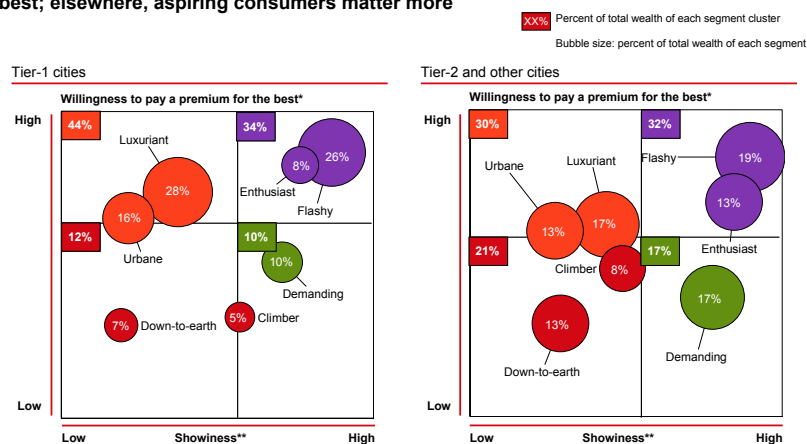 best; elsewhere, aspiring consumers matter more
XX% Percent of total wealth of each segment cluster
Bubble size: percent of total wealth of each segment
Tier-1 cities
Willingness to pay a premium for the best*
High
44%
34%
Luxuriant
8%
26%
Enthusiast
28%
Flashy
16%
12%
10%
Urbane
10%
Demanding
7%
Down-to-earth
5%
Climber
Low
Low
Showiness**
High
Tier-2 and other cities
Willingness to pay a premium for the best*
High
30%
32%
Urbane
Luxuriant
Flashy
19%
13%
17%
13%
Enthusiast
21%
17%
Climber
8%
17%
13%
Demanding
Down-to-earth
Low
Low
Showiness**
High